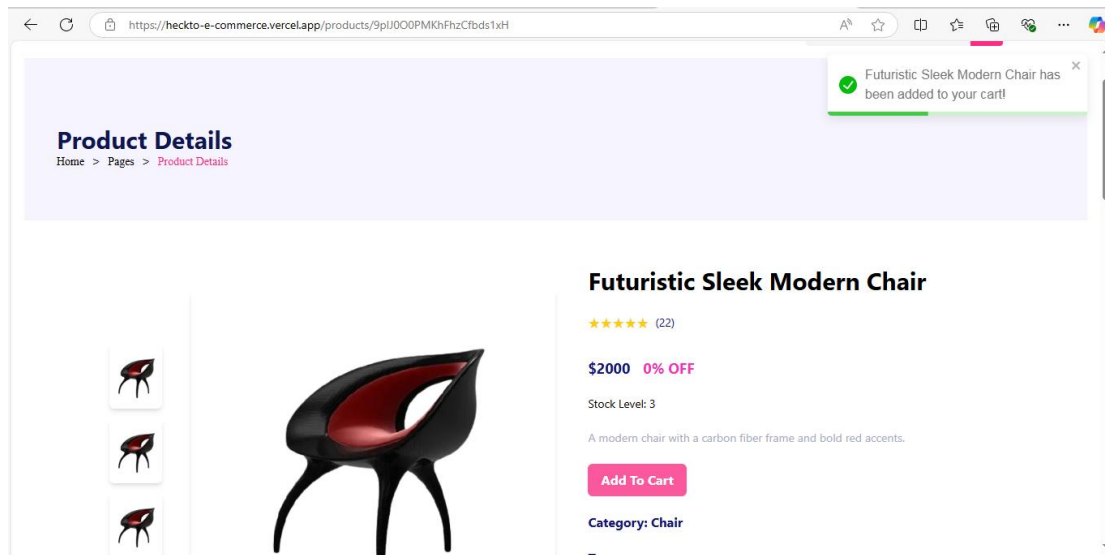 https://heckto-e-commerce.vercel.app/products/9plJ0O0PMKhFhzCfbds1xH
Futuristic Sleek Modern Chair has
been added to your cart!
Product Details
Home > Pages > Product Details
Futuristic Sleek Modern Chair
★★★★★ (22)
$2000 0% OFF
Stock Level: 3
A modern chair with a carbon fiber frame and bold red accents.
Add To Cart
Category: Chair